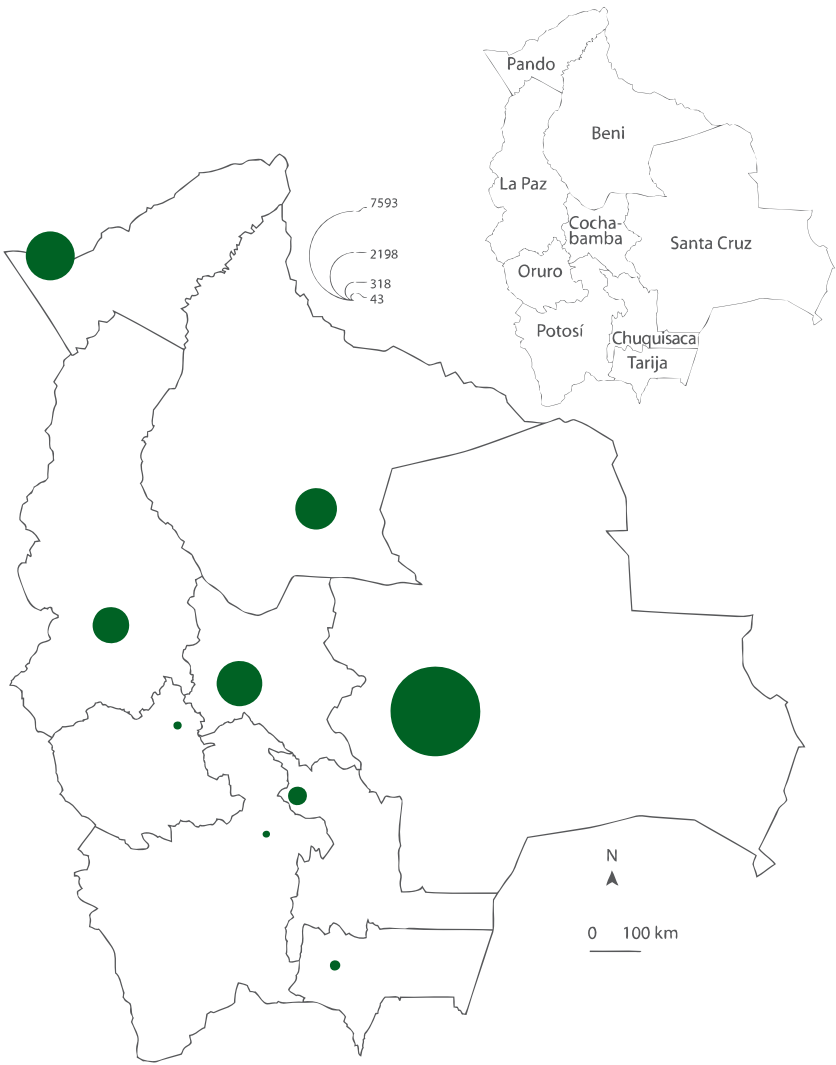 Pando
Beni
La Paz
Cocha-
bamba
Santa Cruz
Oruro
Potosí
Chuquisaca
Tarija
7593
2198
318
43
N
0 100 km